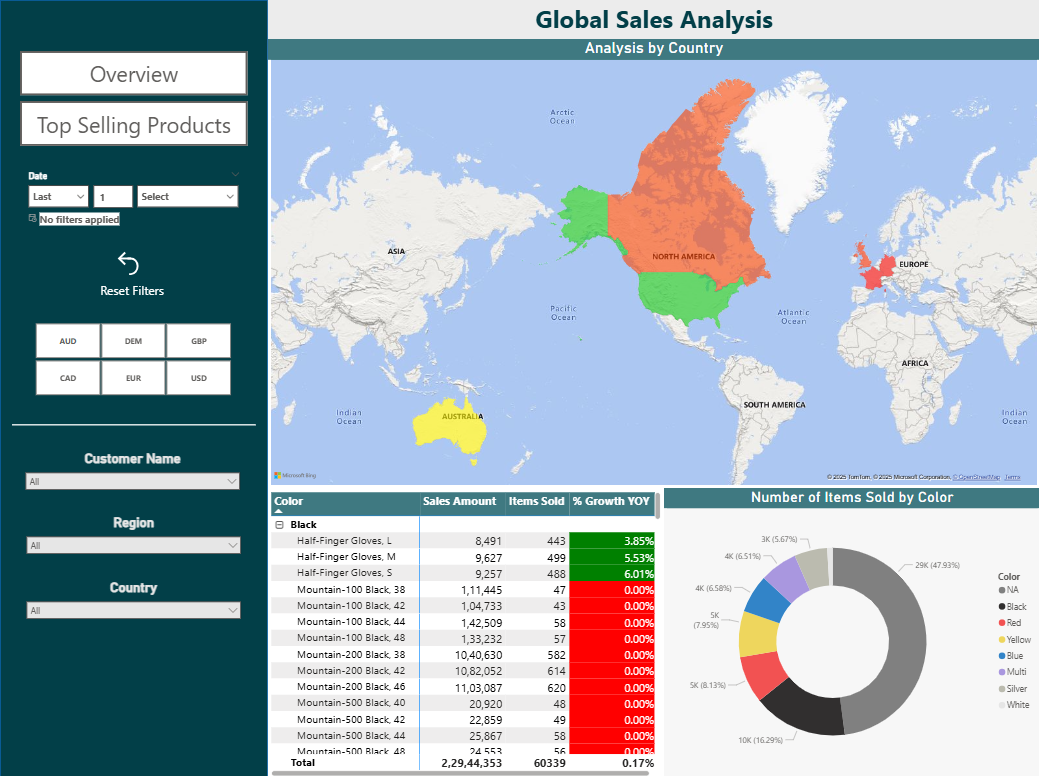 Global Sales Analysis
Overview
Top Selling Products
Date
Last
1
Select
No filters applied
Reset Filters
AUD DEM GBP
CAD EUR USD
Customer Name
All
Region
All
Country
All
Analysis by Country
Arctic
Ocean
ASIA
NORTH AMERICA
EUROPE
Pacific
Ocean
Atlantic
Ocean
AFRICA
SOUTH AMERICA
Indian
Ocean
AUSTRALIA
Indian
Ocean
Microsoft Bing
© 2025 TomTom, © 2025 Microsoft Corporation, © OpenStreetMap Terms
Color Sales Amount Items Sold % Growth YOY
Black
Half-Finger Gloves, L 8,491 443 3.85%
Half-Finger Gloves, M 9,627 499 5.53%
Half-Finger Gloves, S 9,257 488 6.01%
Mountain-100 Black, 38 1,11,445 47 0.00%
Mountain-100 Black, 42 1,04,733 43 0.00%
Mountain-100 Black, 44 1,42,509 58 0.00%
Mountain-100 Black, 48 1,33,232 57 0.00%
Mountain-200 Black, 38 10,40,630 582 0.00%
Mountain-200 Black, 42 10,82,052 614 0.00%
Mountain-200 Black, 46 11,03,087 620 0.00%
Mountain-500 Black, 40 20,920 48 0.00%
Mountain-500 Black, 42 22,859 49 0.00%
Mountain-500 Black, 44 25,867 58 0.00%
Mountain-500 Black, 48 24,553 56 0.00%
Total 2,29,44,353 60339 0.17%
Number of Items Sold by Color
3K (5.67%)
4K (6.51%)
4K (6.58%)
5K
(7.95%)
5K (8.13%)
10K (16.29%)
29K (47.93%)
Color
NA
Black
Red
Yellow
Blue
Multi
Silver
White